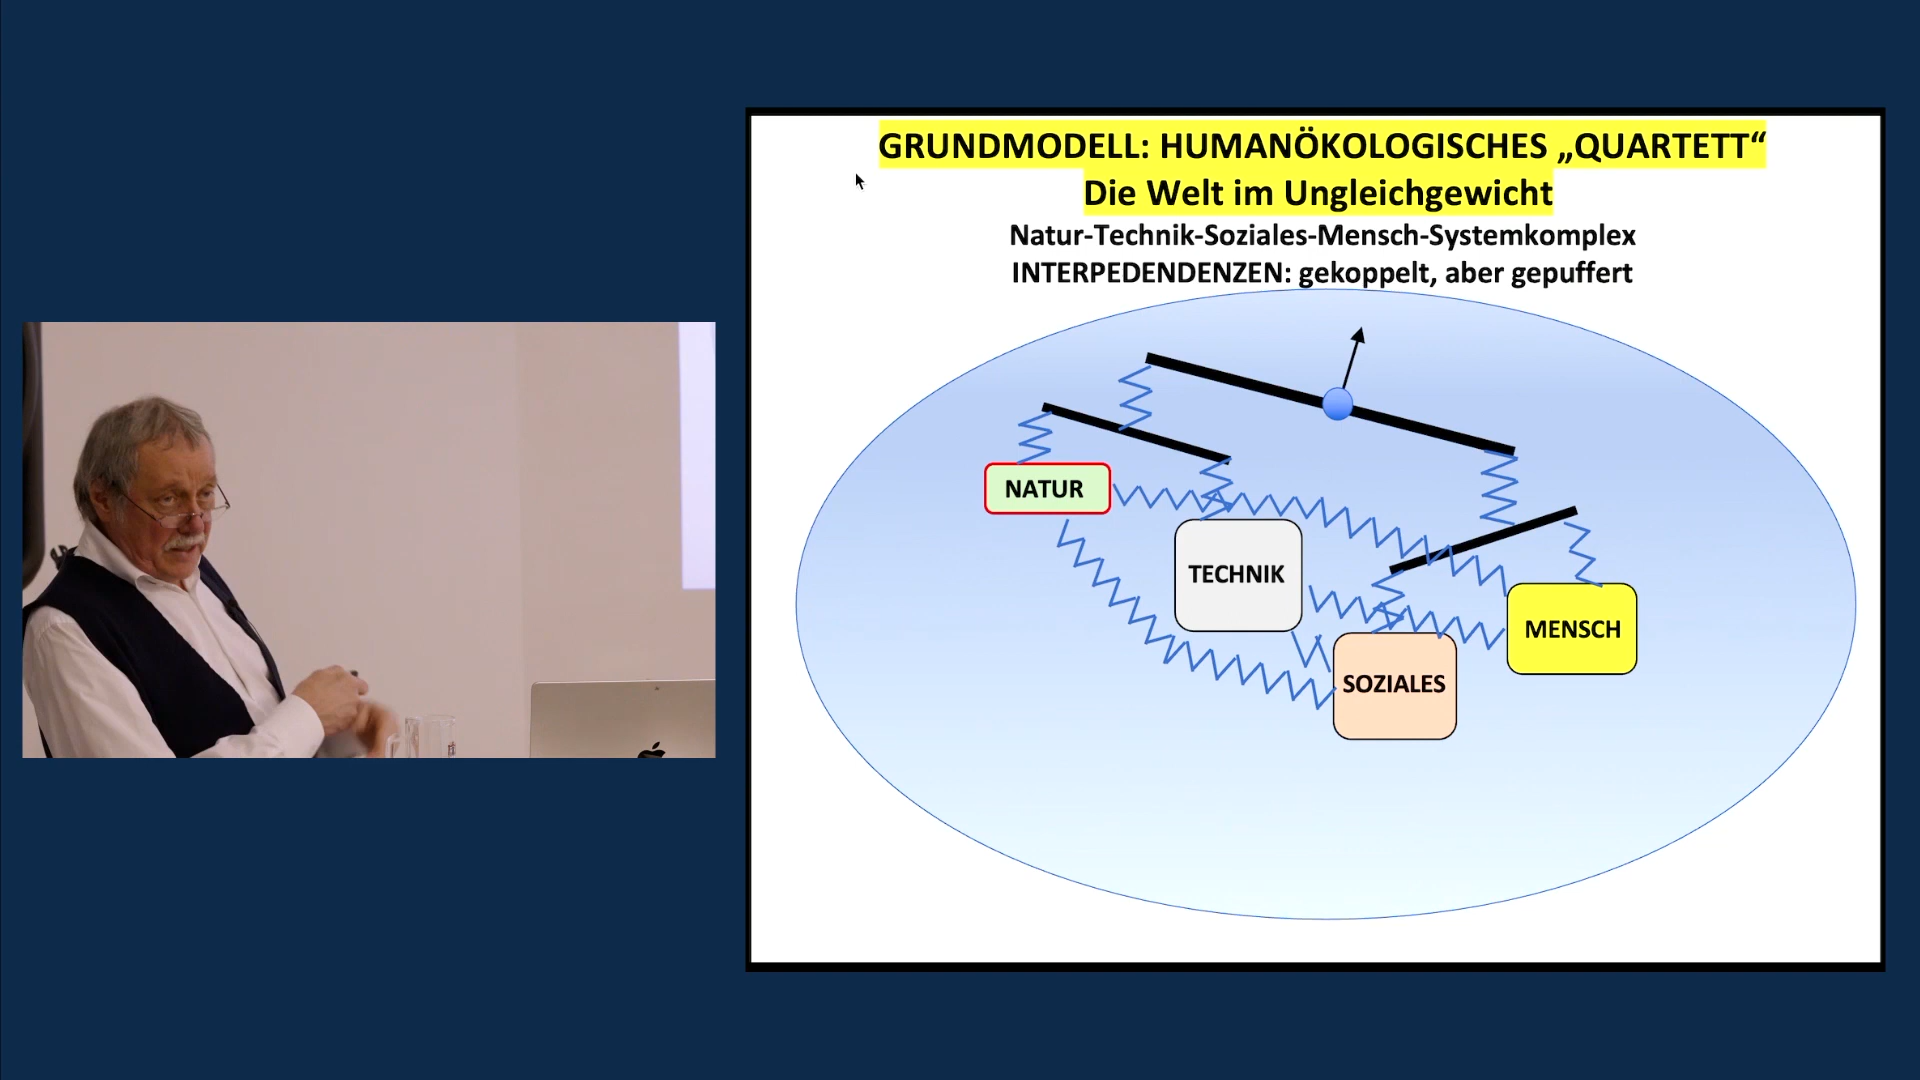 GRUNDMODELL: HUMANÖKOLOGISCHES „QUARTETT“
Die Welt im Ungleichgewicht
Natur-Technik-Soziales-Mensch-Systemkomplex
INTERPEDENDENZEN: gekoppelt, aber gepuffert
NATUR
TECHNIK
MENSCH
SOZIALES